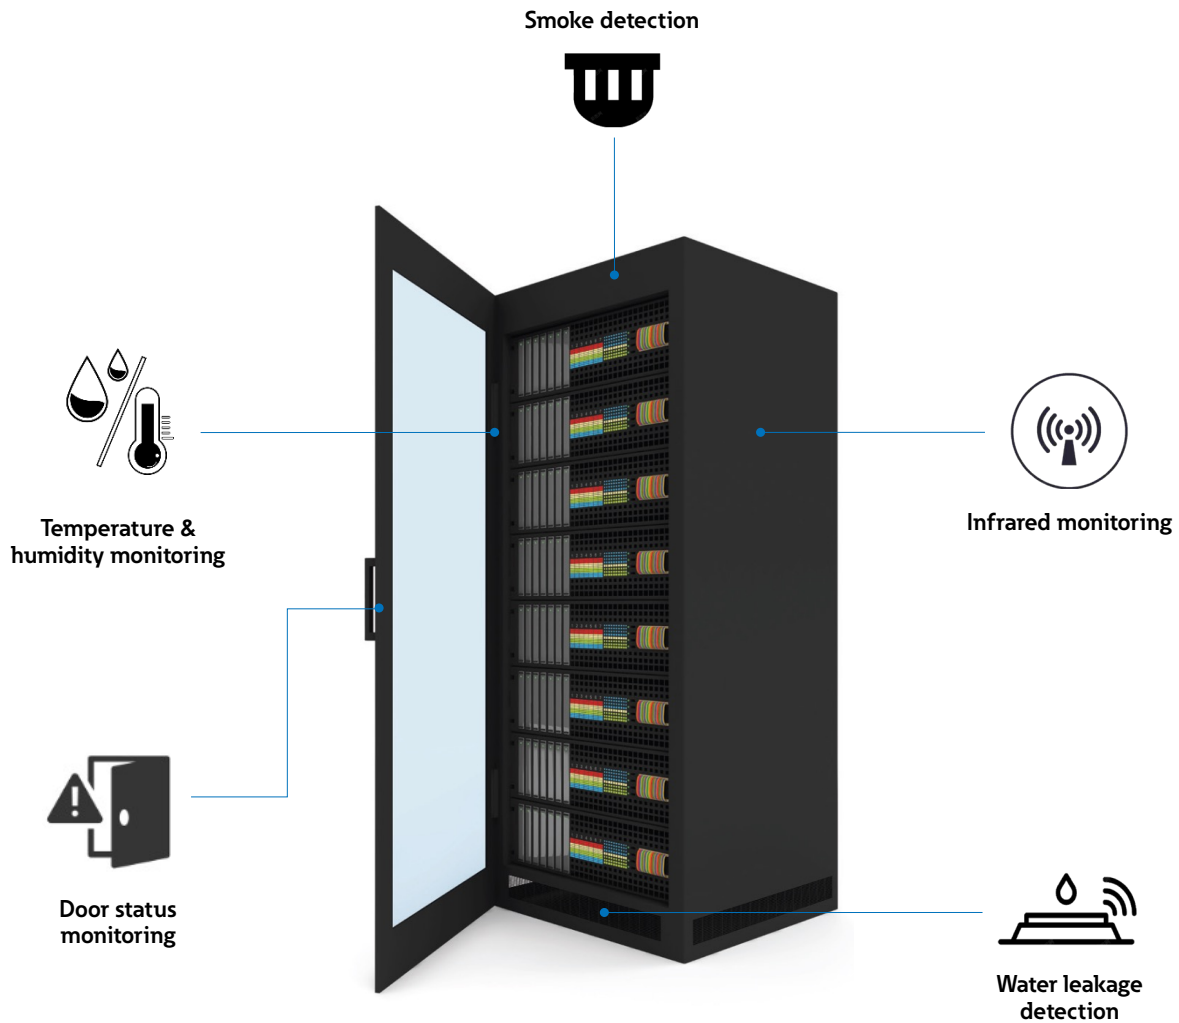 Smoke detection
Temperature &
humidity monitoring
Infrared monitoring
Door status
monitoring
Water leakage
detection